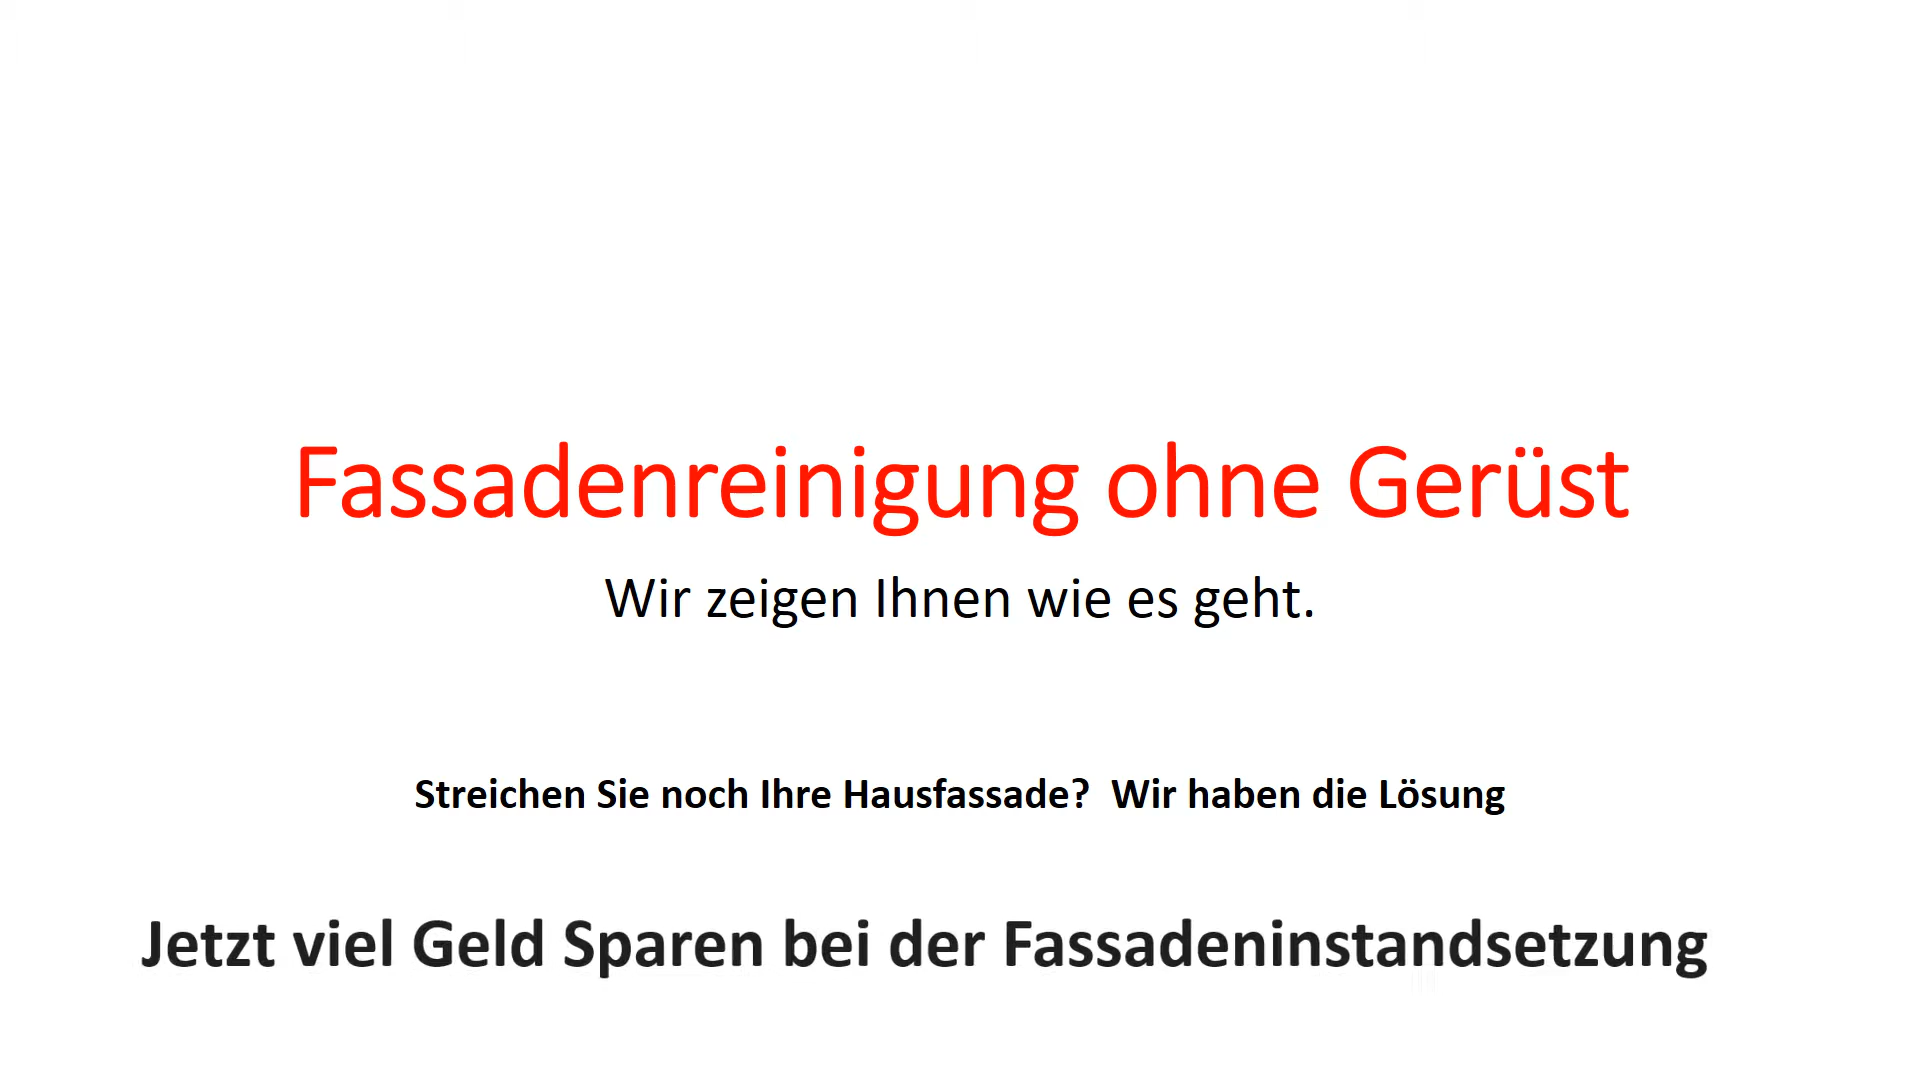 Fassadenreinigung ohne Gerüst
Wir zeigen Ihnen wie es geht.
Streichen Sie noch Ihre Hausfassade?  Wir haben die Lösung
Jetzt viel Geld Sparen bei der Fassadeninstandsetzung